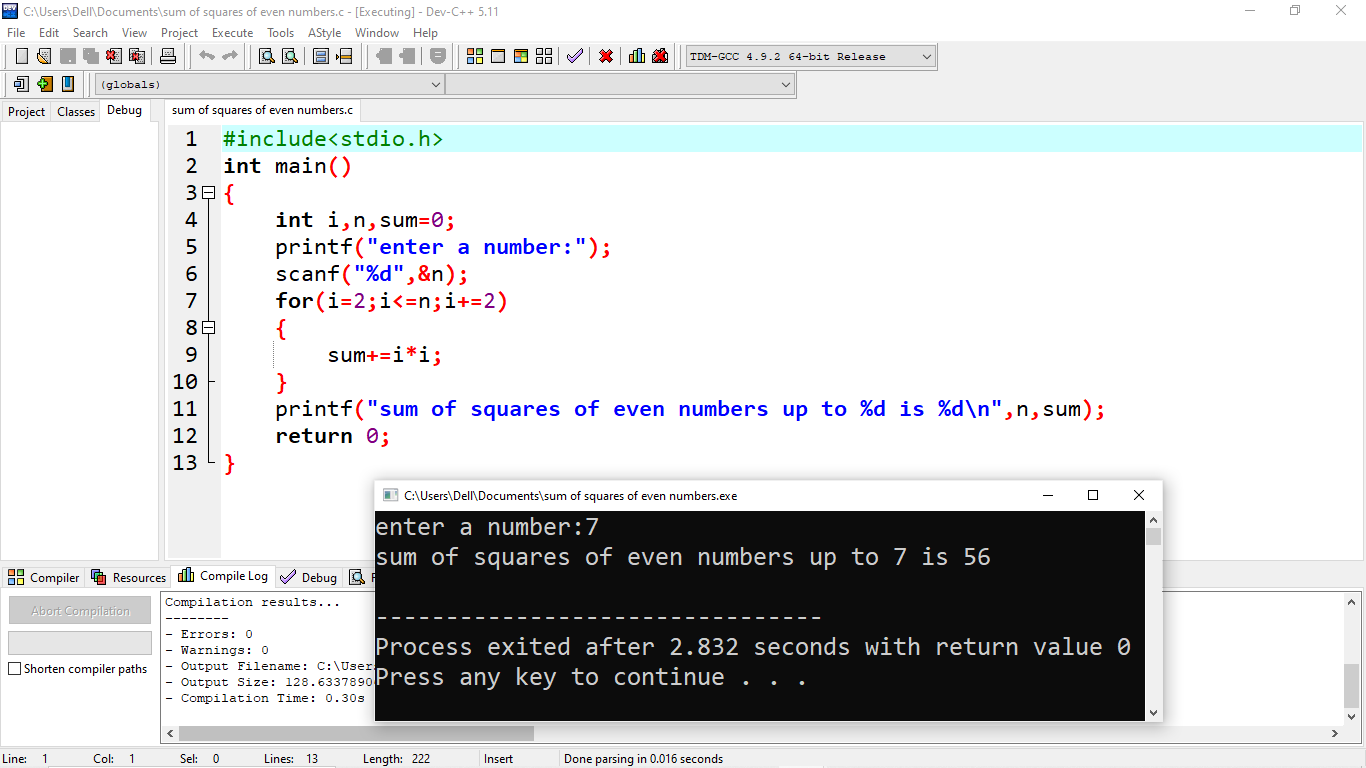 C:\Users\Dell\Documents\sum of squares of even numbers.c - [Executing] - Dev-C++ 5.11
File Edit Search View Project Execute Tools AStyle Window Help
TDM-GCC 4.9.2 64-bit Release
(globals)
Project Classes Debug
sum of squares of even numbers.c
1 #include<stdio.h>
2 int main()
3 {
4 int i,n,sum=0;
5 printf("enter a number:");
6 scanf("%d",&n);
7 for(i=2;i<=n;i+=2)
8 {
9 sum+=i*i;
10 }
11 printf("sum of squares of even numbers up to %d is %d\n",n,sum);
12 return 0;
13 }
C:\Users\Dell\Documents\sum of squares of even numbers.exe
enter a number:7
sum of squares of even numbers up to 7 is 56
--------------------------------
Process exited after 2.832 seconds with return value 0
Press any key to continue . . .
Compiler Resources Compile Log Debug
Abort Compilation
Shorten compiler paths
Compilation results...
--------
- Errors: 0
- Warnings: 0
- Output Filename: C:\User
- Output Size: 128.6337890
- Compilation Time: 0.30s
Line: 1 Col: 1 Sel: 0 Lines: 13 Length: 222 Insert Done parsing in 0.016 seconds